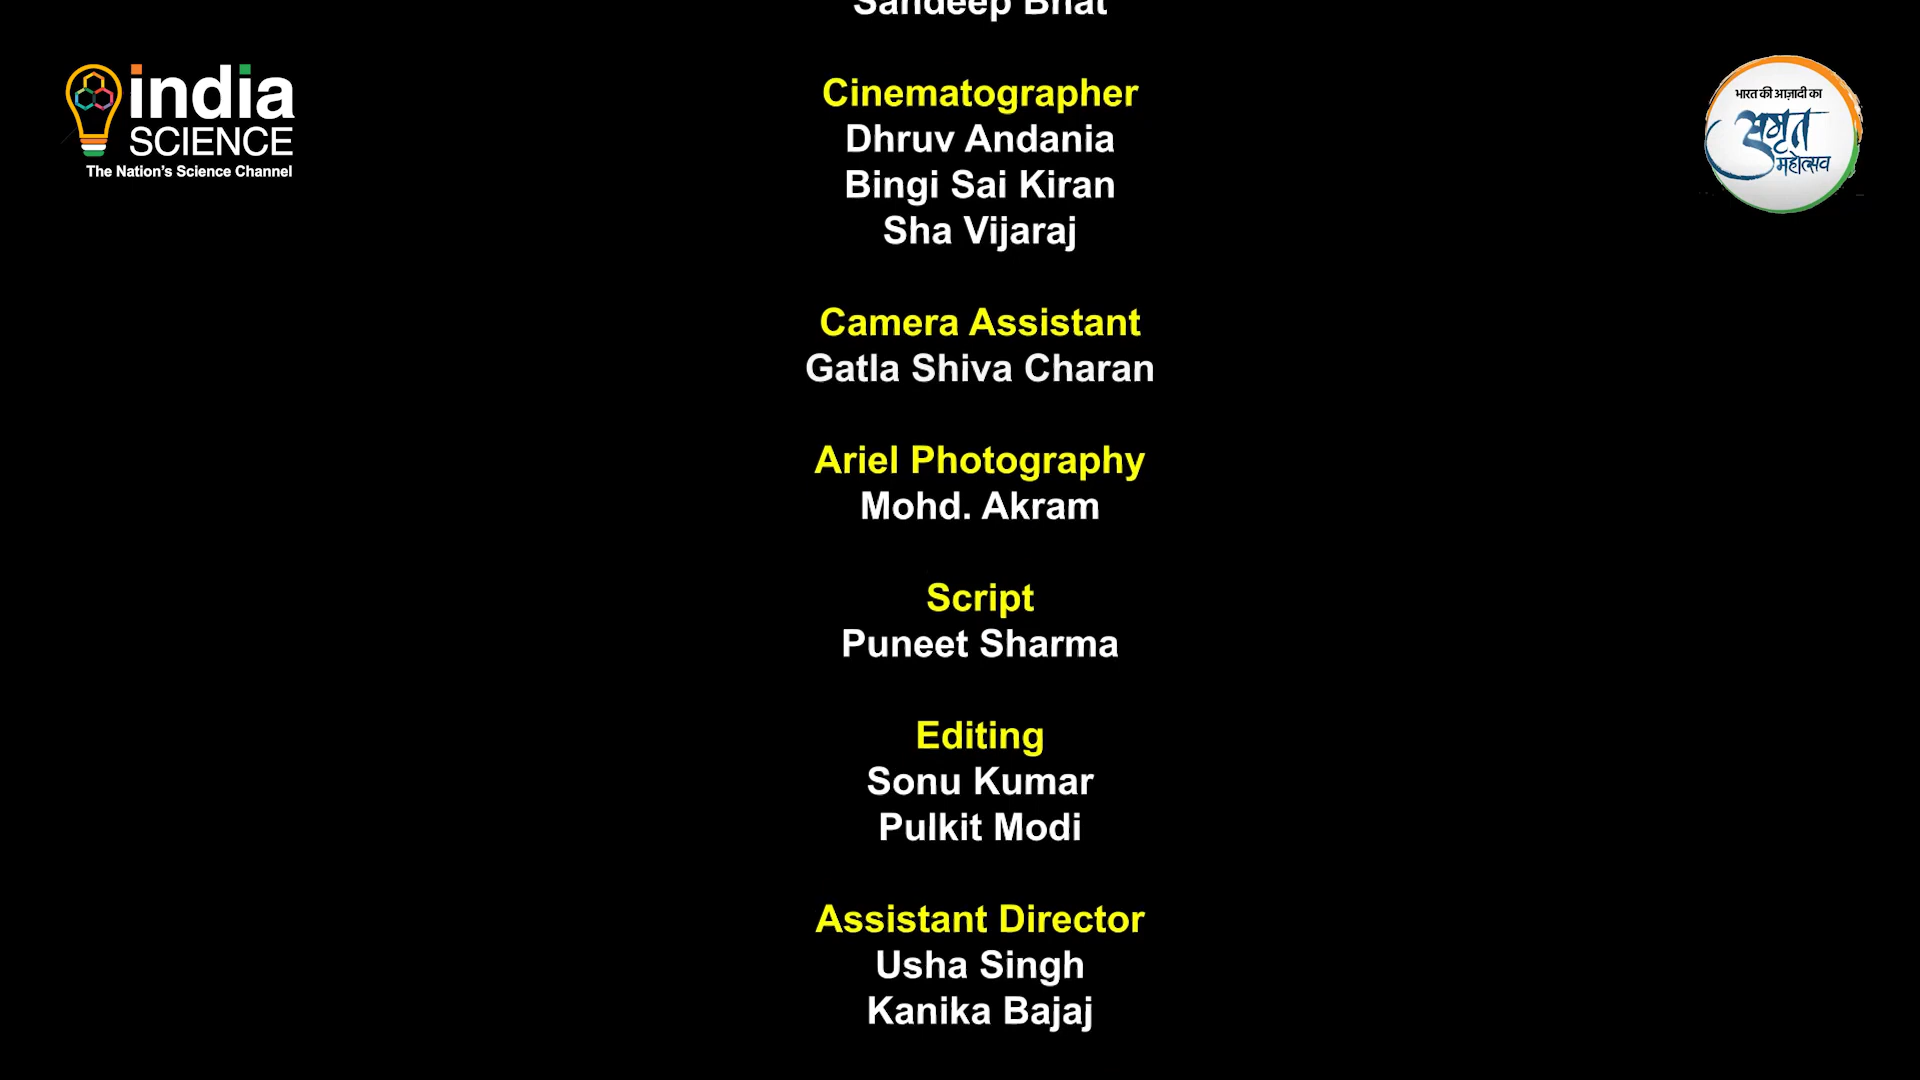 Sandeep Bhat
india
SCIENCE
The Nation's Science Channel
भारत की आज़ादी का
अमृत
महोत्सव
Cinematographer
Dhruv Andania
Bingi Sai Kiran
Sha Vijaraj
Camera Assistant
Gatla Shiva Charan
Ariel Photography
Mohd. Akram
Script
Puneet Sharma
Editing
Sonu Kumar
Pulkit Modi
Assistant Director
Usha Singh
Kanika Bajaj